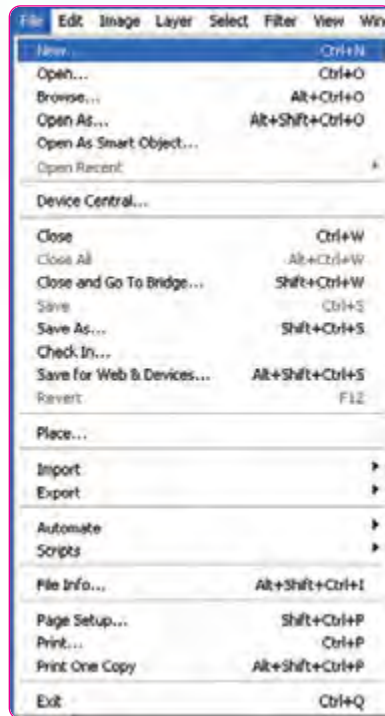 File Edit Image Layer Select Filter View
New... Ctrl+N
Open... Ctrl+O
Browse... Alt+Ctrl+O
Open As... Alt+Shift+Ctrl+O
Open As Smart Object...
Open Recent
Device Central...
Close Ctrl+W
Close All Alt+Ctrl+W
Close and Go To Bridge... Shift+Ctrl+W
Save Ctrl+S
Save As... Shift+Ctrl+S
Check In...
Save for Web & Devices... Alt+Shift+Ctrl+S
Revert F12
Place...
Import
Export
Automate
Scripts
File Info... Alt+Shift+Ctrl+I
Page Setup... Shift+Ctrl+P
Print... Ctrl+P
Print One Copy Alt+Shift+Ctrl+P
Exit Ctrl+Q